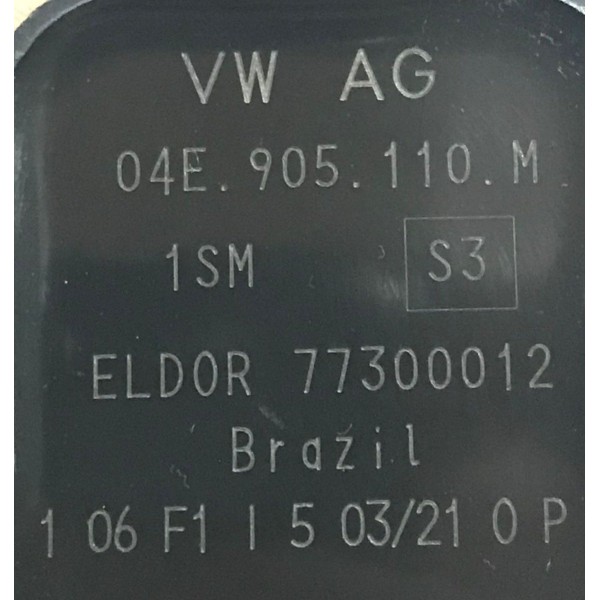 VW AG
04E.905.110.M
1SM S3
ELDOR 77300012
Brazil
1 06 F1 I 5 03/21 0 P